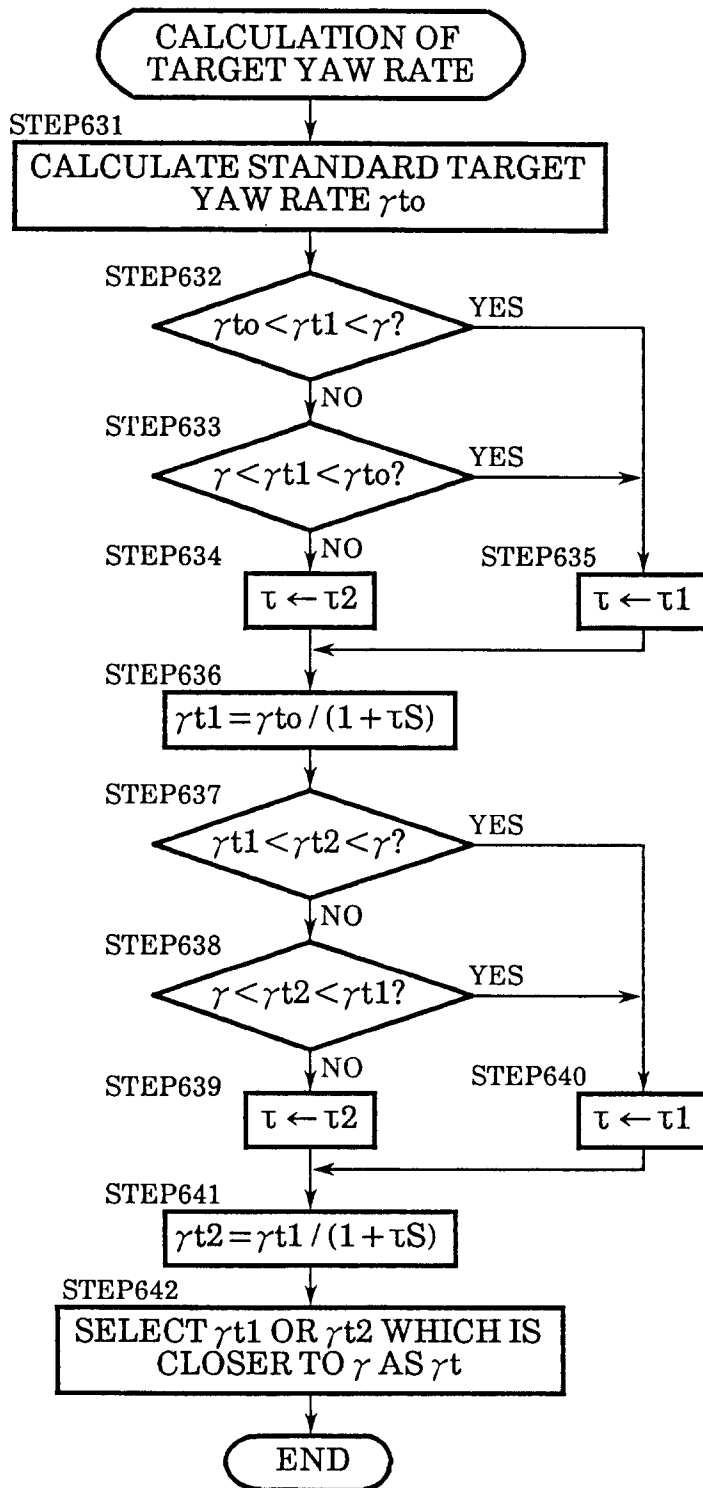 CALCULATION OF
TARGET YAW RATE
STEP631
CALCULATE STANDARD TARGET
YAW RATE γto
STEP632
γto<γt1<γ?
YES
NO
STEP633
γ<γt1<γto?
YES
NO
STEP634
τ ← τ2
STEP635
τ ← τ1
STEP636
γt1=γto/(1+τS)
STEP637
γt1<γt2<γ?
YES
NO
STEP638
γ<γt2<γt1?
YES
NO
STEP639
τ ← τ2
STEP640
τ ← τ1
STEP641
γt2=γt1/(1+τS)
STEP642
SELECT γt1 OR γt2 WHICH IS
CLOSER TO γ AS γt
END